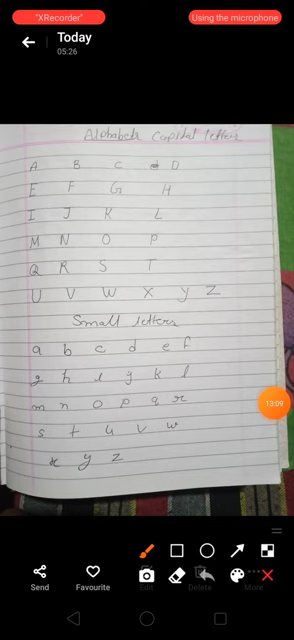 "XRecorder"
Using the microphone
Today
05:26
Alphabets Capital letters
A B C D
E F G H
I J K L
M N O P
Q R S T
U V W X Y Z
Small letters
a b c d e f
g h i j k l
m n o p q r
s t u v w
x y z
13:09
Send Favourite Edit Delete More